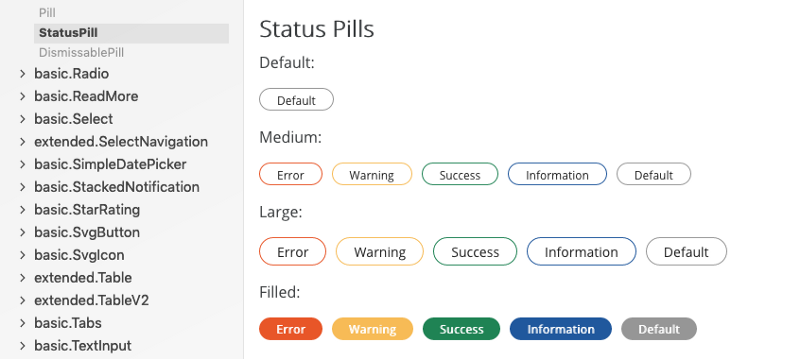 Pill
StatusPill
DismissablePill
basic.Radio
basic.ReadMore
basic.Select
extended.SelectNavigation
basic.SimpleDatePicker
basic.StackedNotification
basic.StarRating
basic.SvgButton
basic.SvgIcon
extended.Table
extended.TableV2
basic.Tabs
basic.TextInput
Status Pills
Default:
Default
Medium:
Error Warning Success Information Default
Large:
Error Warning Success Information Default
Filled:
Error Warning Success Information Default